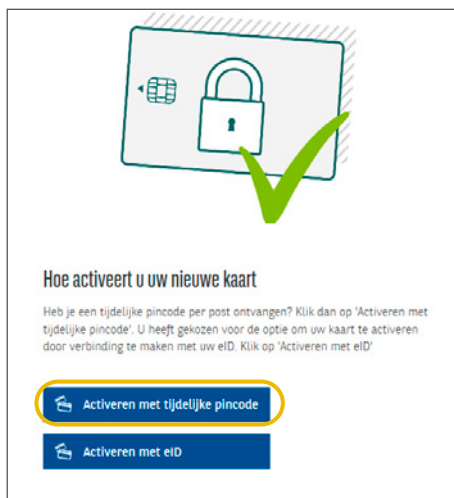 Hoe activeert u uw nieuwe kaart
Heb je een tijdelijke pincode per post ontvangen? Klik dan op 'Activeren met
tijdelijke pincode'. U heeft gekozen voor de optie om uw kaart te activeren
door verbinding te maken met uw eID. Klik op 'Activeren met eID'
Activeren met tijdelijke pincode
Activeren met eID